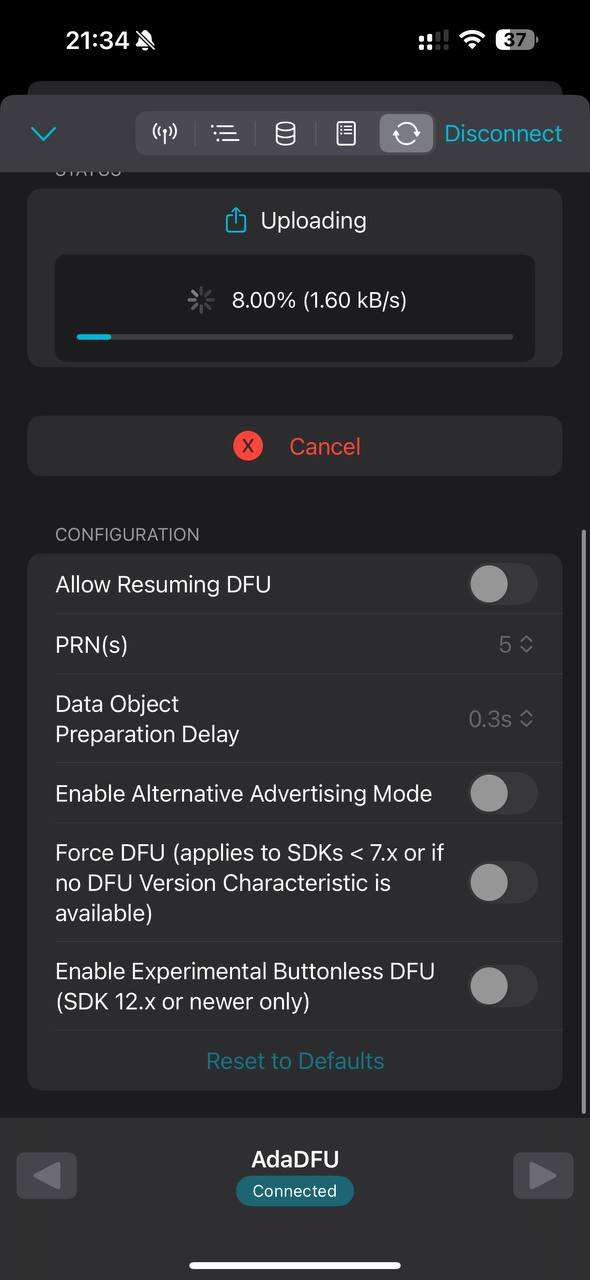 21:34
37
Disconnect
STATUS
Uploading
8.00% (1.60 kB/s)
X
Cancel
CONFIGURATION
Allow Resuming DFU
PRN(s)
5
Data Object
Preparation Delay
0.3s
Enable Alternative Advertising Mode
Force DFU (applies to SDKs < 7.x or if
no DFU Version Characteristic is
available)
Enable Experimental Buttonless DFU
(SDK 12.x or newer only)
Reset to Defaults
AdaDFU
Connected